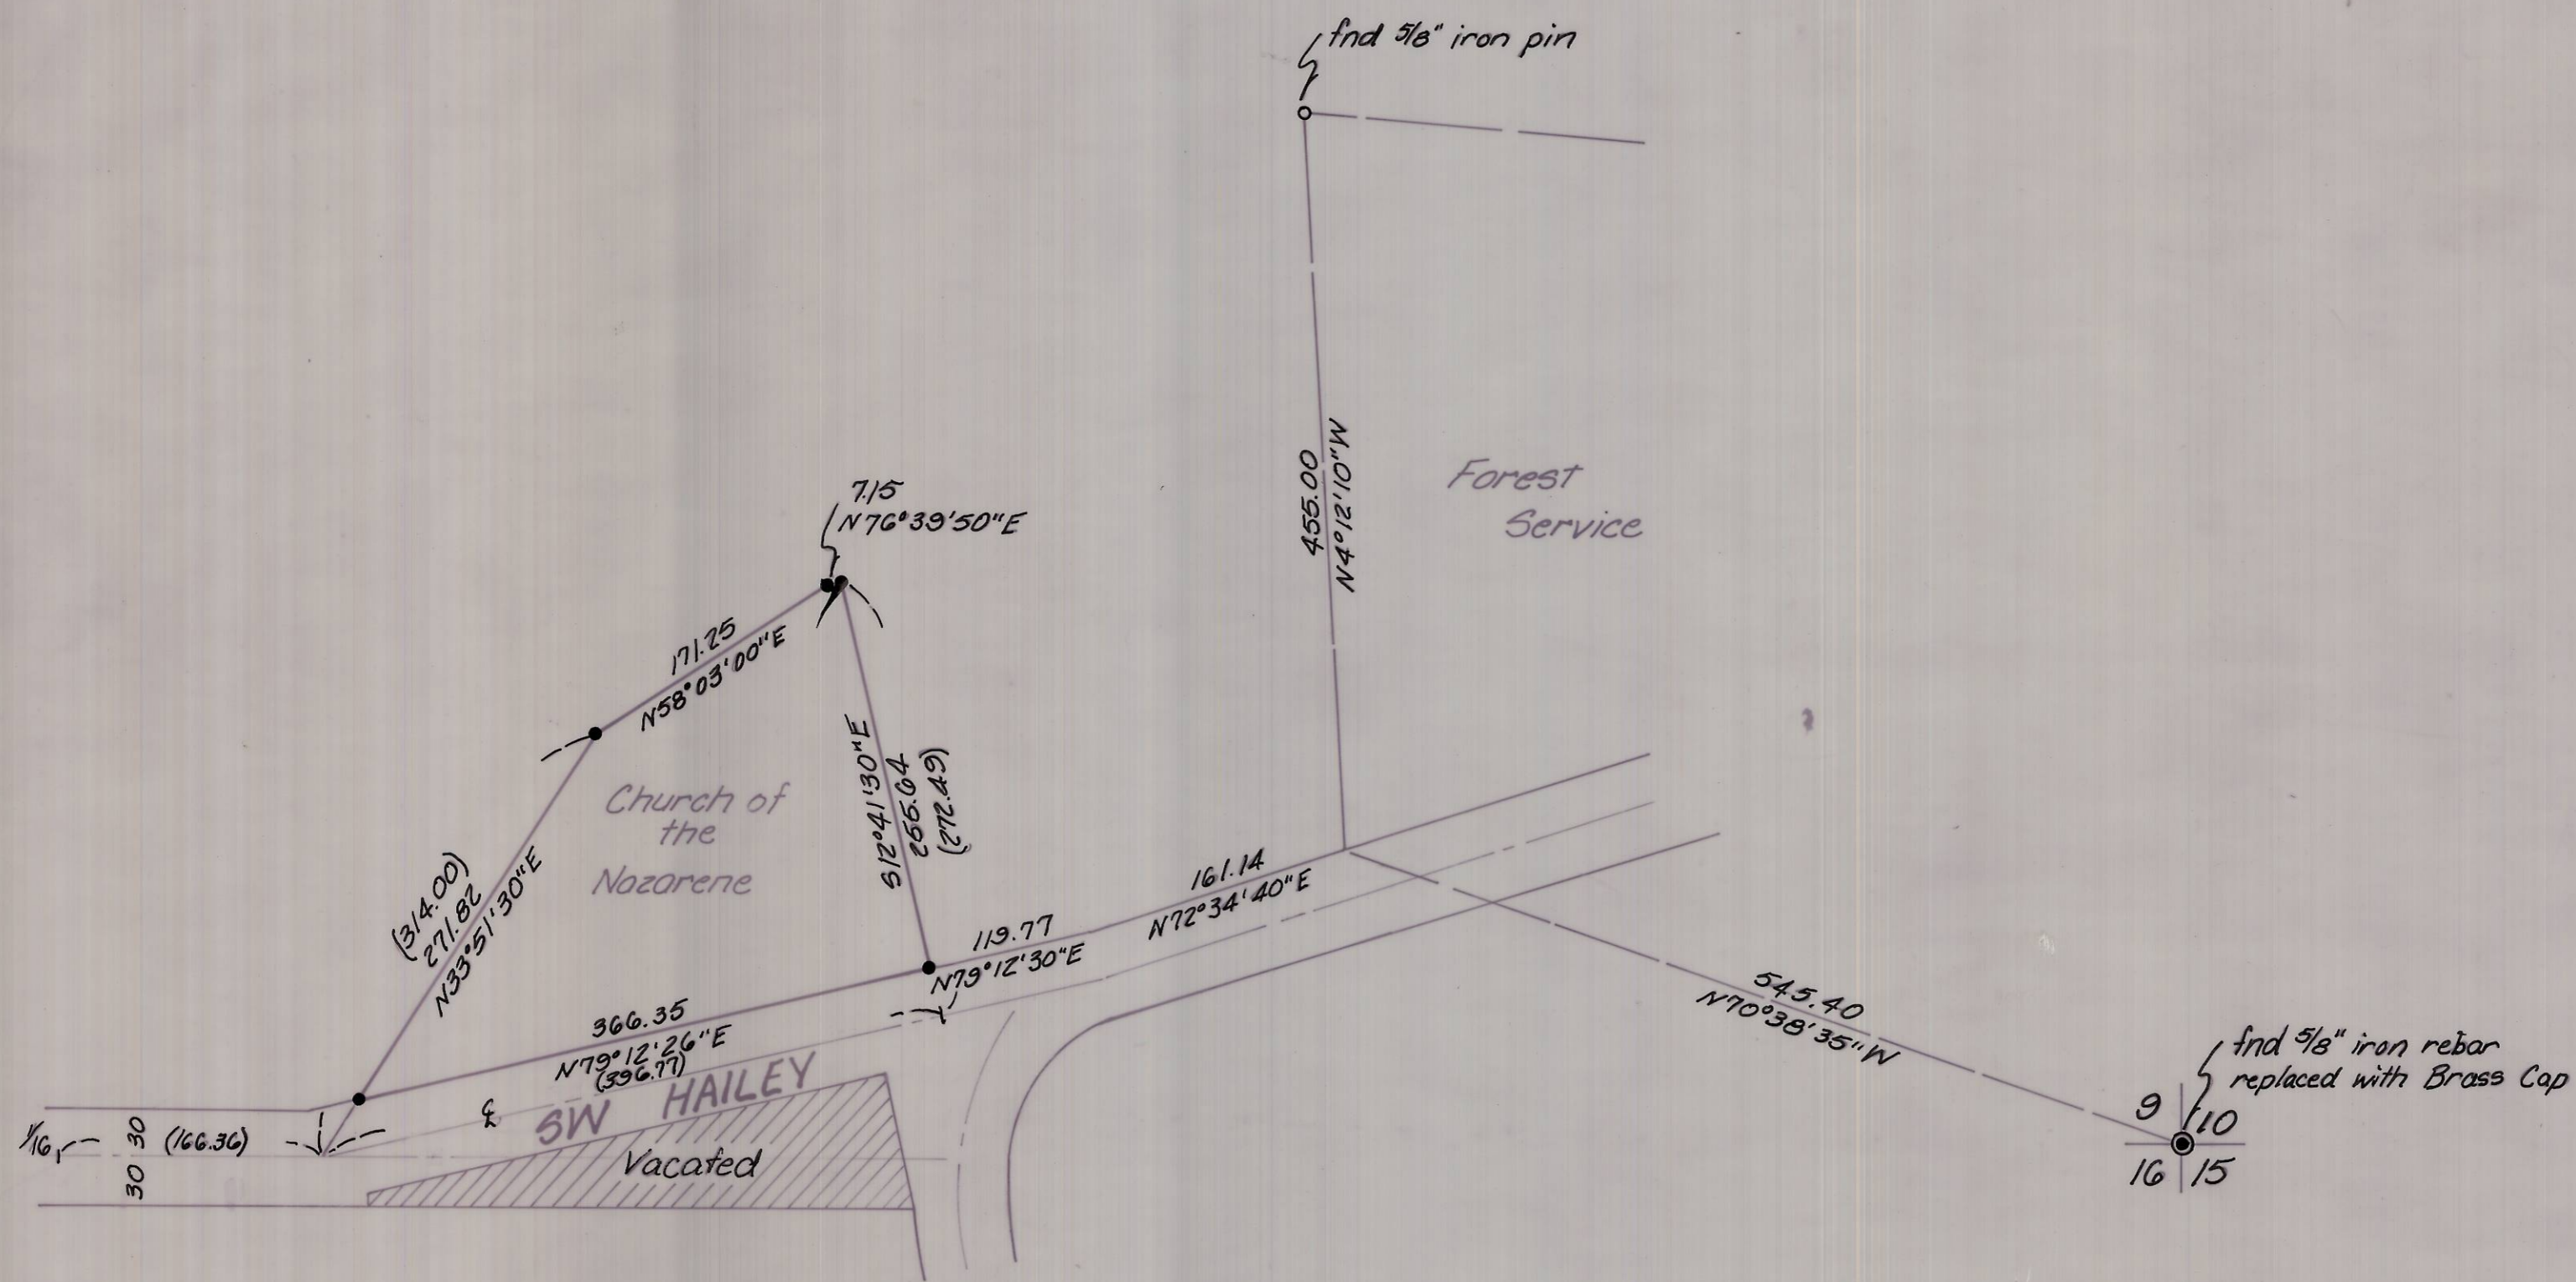 fnd 5/8" iron pin
7.15
N76°39'50"E
455.00
N4°12'10"W
Forest
Service
171.25
N58°03'00"E
S12°41'30"E
255.64
(272.49)
Church of
the
Nazarene
(314.00)
271.82
N33°51'30"E
161.14
N72°34'40"E
119.77
N79°12'30"E
366.35
N79°12'26"E
(396.77)
545.40
N70°38'35"W
fnd 5/8" iron rebar
replaced with Brass Cap
9 10
16 15
SW HAILEY
℄
Vacated
1/16
30
(166.36)
30